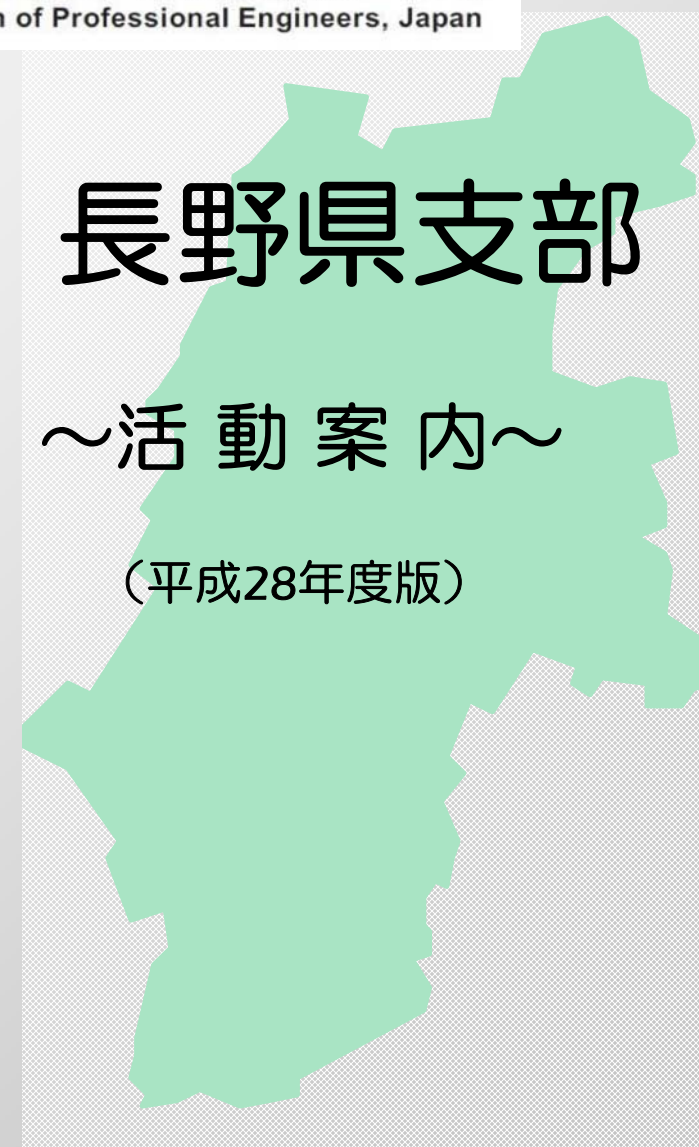 of Professional Engineers, Japan
長野県支部
～活 動 案 内～
（平成28年度版）